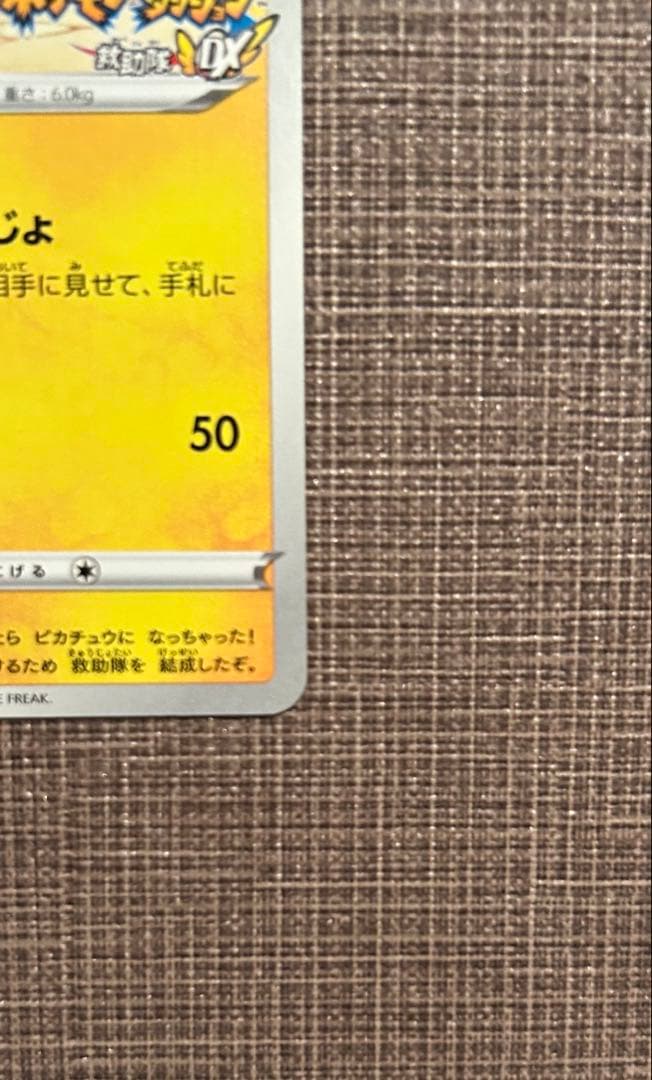 救助隊DX
重さ:6.0kg
じょ
相手に見せて、手札に
50
げる
ら ピカチュウに なっちゃった!
けるため 救助隊を 結成したぞ。
FREAK.